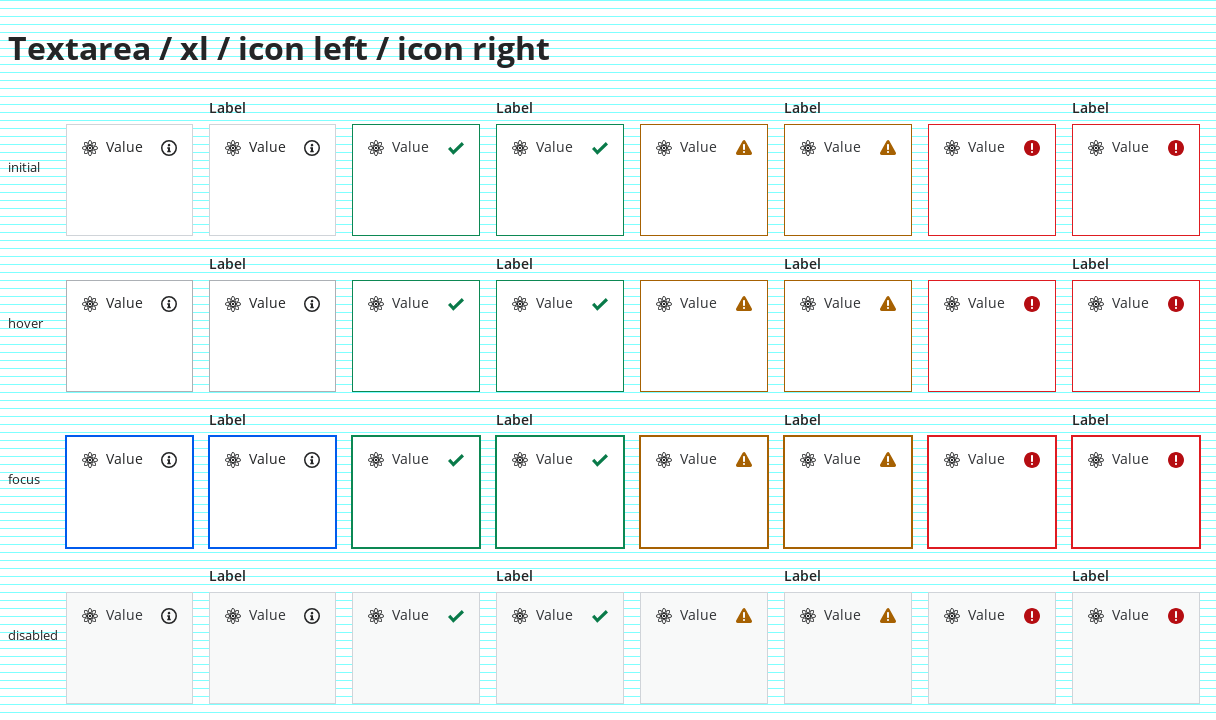 Textarea / xl / icon left / icon right
Label Label Label Label
initial Value Value Value Value Value Value Value Value
Label Label Label Label
hover Value Value Value Value Value Value Value Value
Label Label Label Label
focus Value Value Value Value Value Value Value Value
Label Label Label Label
disabled Value Value Value Value Value Value Value Value